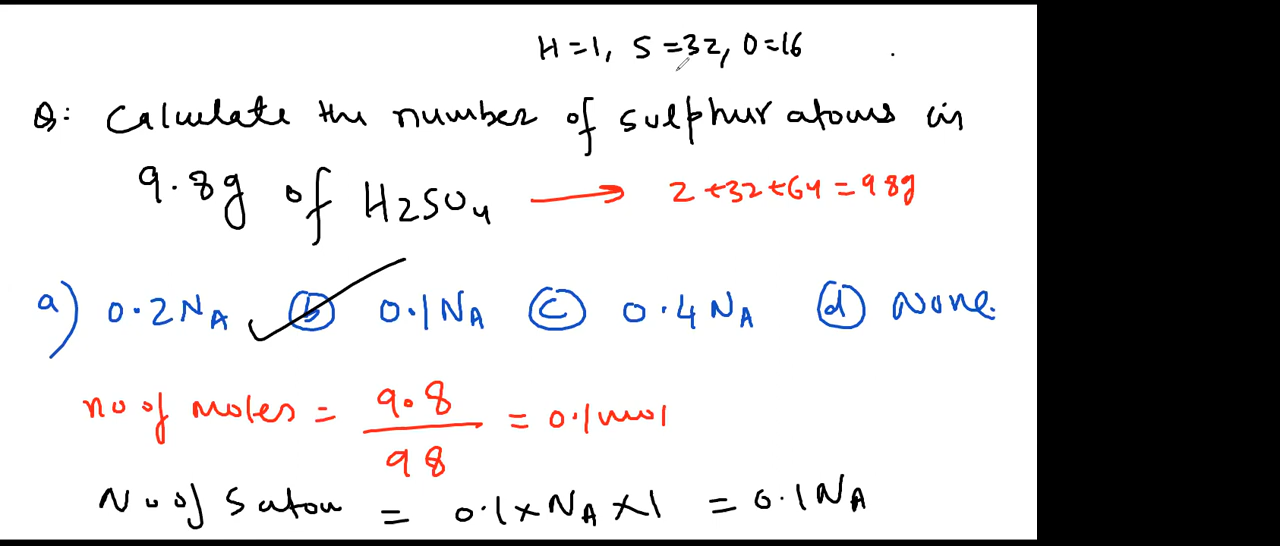 H=1, S=32, O=16
Q: Calculate the number of sulphur atoms in
9.8g of H2SO4 → 2+32+64=98g
a) 0.2NA (b) 0.1NA (c) 0.4NA (d) None.
no of moles = 9.8/98 = 0.1mol
No of S atom = 0.1×NA×1 = 0.1NA